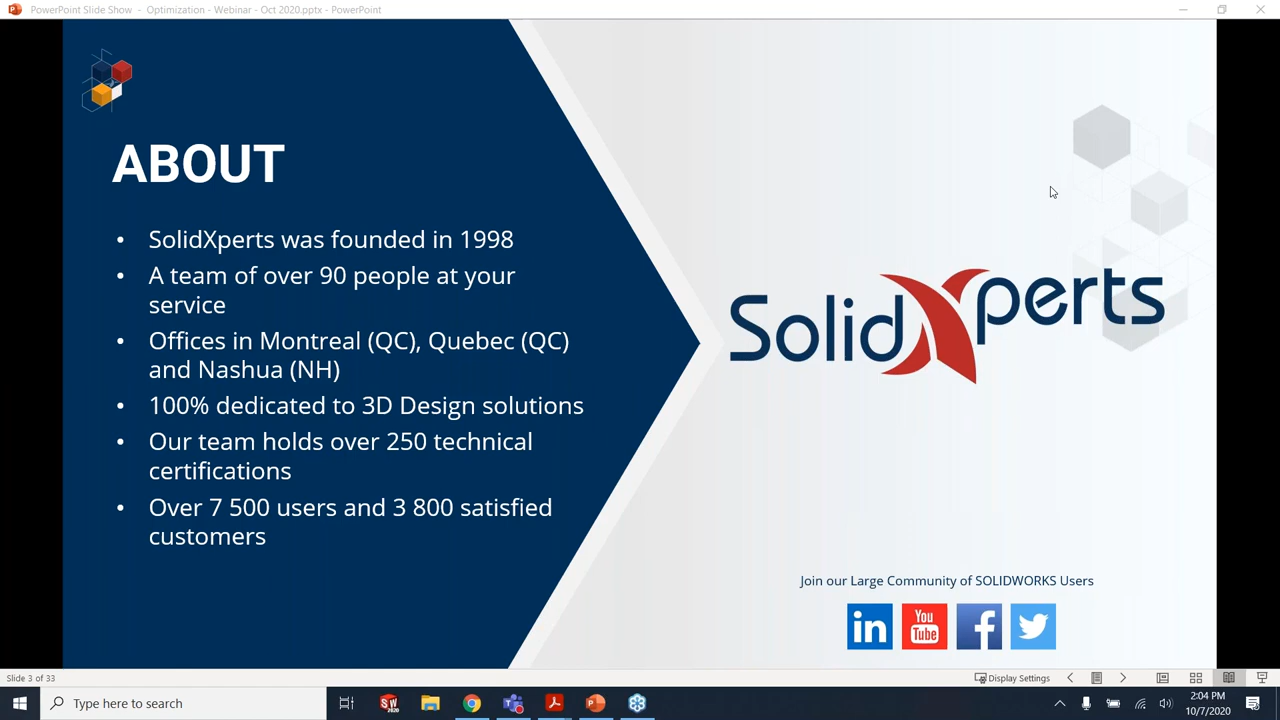 PowerPoint Slide Show - Optimization - Webinar - Oct 2020.pptx - PowerPoint
ABOUT
• SolidXperts was founded in 1998
• A team of over 90 people at your
service
• Offices in Montreal (QC), Quebec (QC)
and Nashua (NH)
• 100% dedicated to 3D Design solutions
• Our team holds over 250 technical
certifications
• Over 7 500 users and 3 800 satisfied
customers
SolidXperts
Join our Large Community of SOLIDWORKS Users
in
You
Tube
f
Slide 3 of 33
Display Settings
Type here to search
SW
2020
2:04 PM
10/7/2020